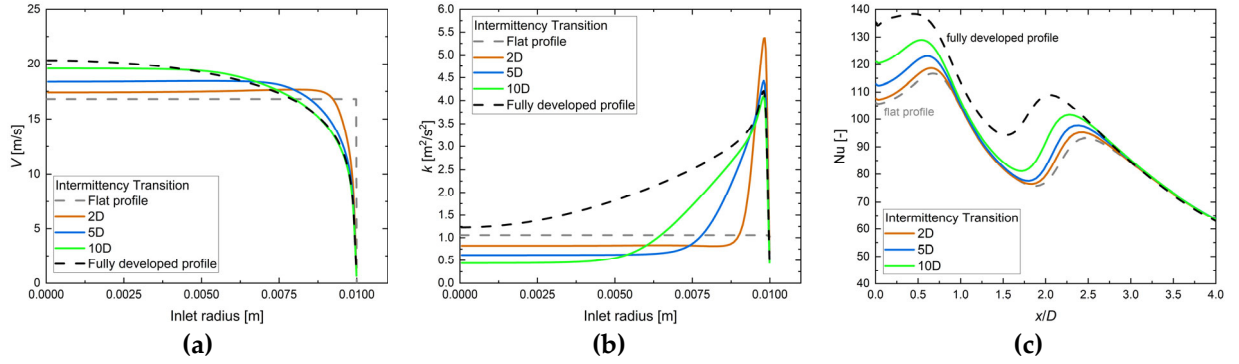 25
20
15
10
5
0
V [m/s]
Intermittency Transition
Flat profile
2D
5D
10D
Fully developed profile
0.0000 0.0025 0.0050 0.0075 0.0100
Inlet radius [m]
(a)
6.0
5.5
5.0
4.5
4.0
3.5
3.0
2.5
2.0
1.5
1.0
0.5
0.0
k [m²/s²]
Intermittency Transition
Flat profile
2D
5D
10D
Fully developed profile
0.0000 0.0025 0.0050 0.0075 0.0100
Inlet radius [m]
(b)
140
130
120
110
100
90
80
70
60
50
40
Nu [-]
fully developed profile
flat profile
Intermittency Transition
2D
5D
10D
0.0 0.5 1.0 1.5 2.0 2.5 3.0 3.5 4.0
x/D
(c)